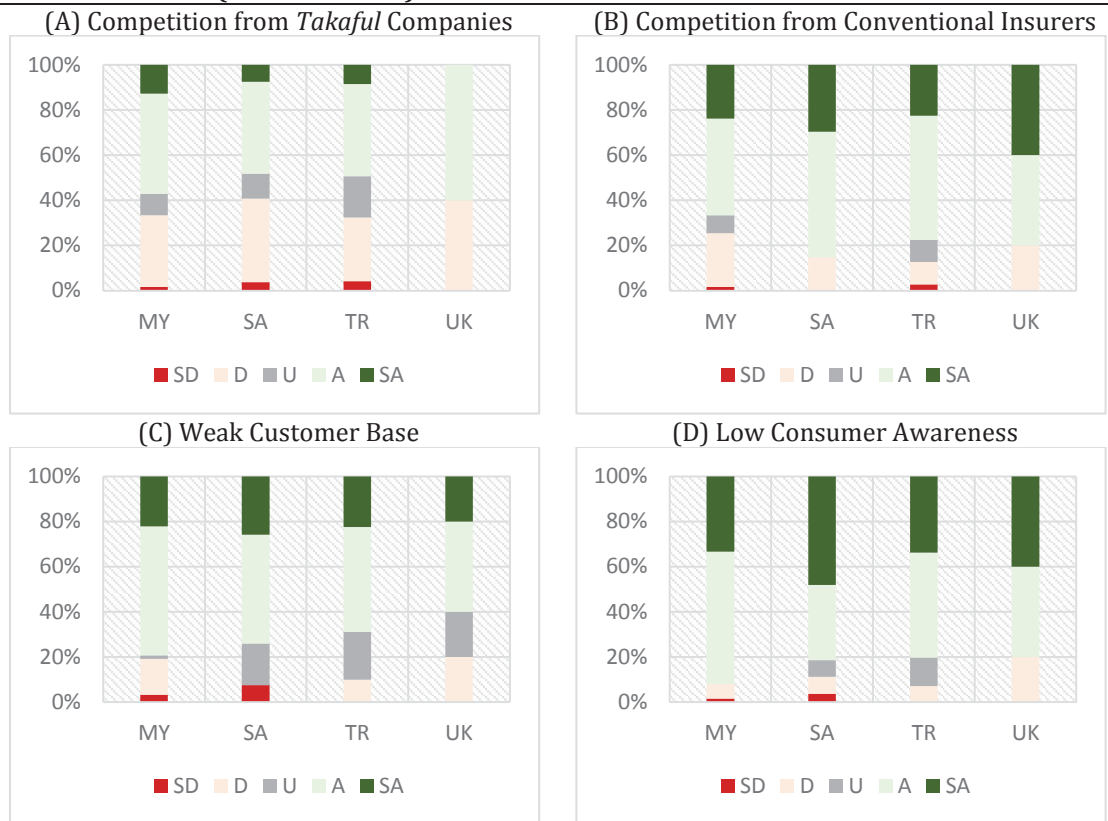 (A) Competition from Takaful Companies
100%
80%
60%
40%
20%
0%
MY SA TR UK
SD D U A SA
(B) Competition from Conventional Insurers
100%
80%
60%
40%
20%
0%
MY SA TR UK
SD D U A SA
(C) Weak Customer Base
100%
80%
60%
40%
20%
0%
MY SA TR UK
SD D U A SA
(D) Low Consumer Awareness
100%
80%
60%
40%
20%
0%
MY SA TR UK
SD D U A SA